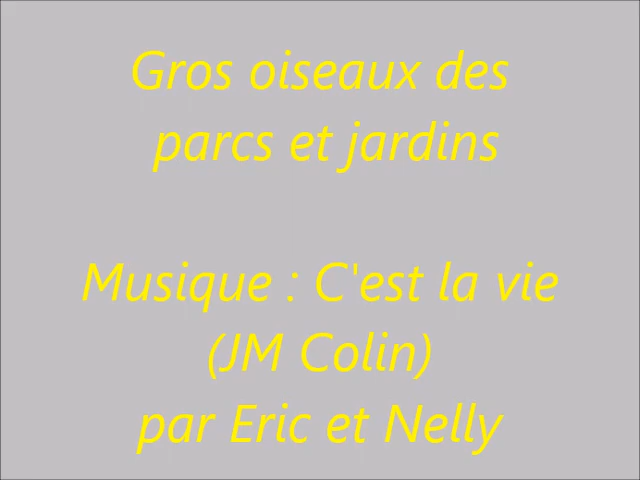 Gros oiseaux des
parcs et jardins
Musique : C'est la vie
(JM Colin)
par Eric et Nelly